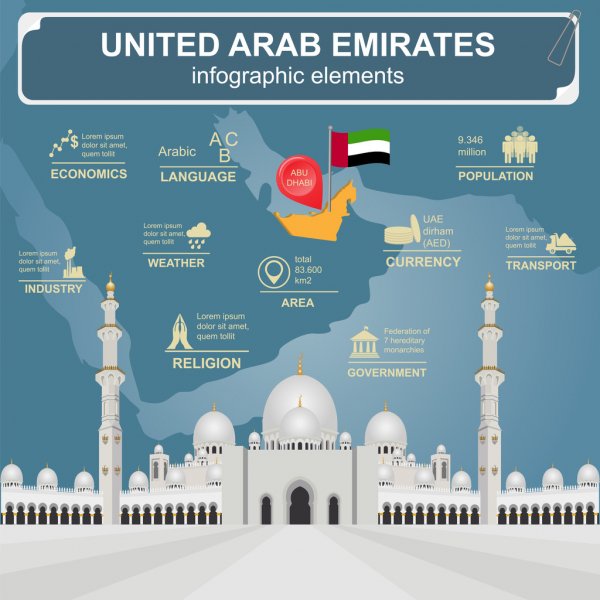 UNITED ARAB EMIRATES
infographic elements
Lorem ipsum
dolor sit amet,
quem tollit
ECONOMICS
Arabic
A C
B
LANGUAGE
ABU
DHABI
9.346
million
POPULATION
Lorem ipsum
dolor sit amet,
quem tollit
INDUSTRY
Lorem ipsum
dolor sit amet,
quem tollit
WEATHER
total
83.600
km2
AREA
UAE
dirham
(AED)
CURRENCY
Lorem ipsum
dolor sit amet,
quem tollit
TRANSPORT
Lorem ipsum
dolor sit amet,
quem tollit
RELIGION
Federation of
7 hereditary
monarchies
GOVERNMENT